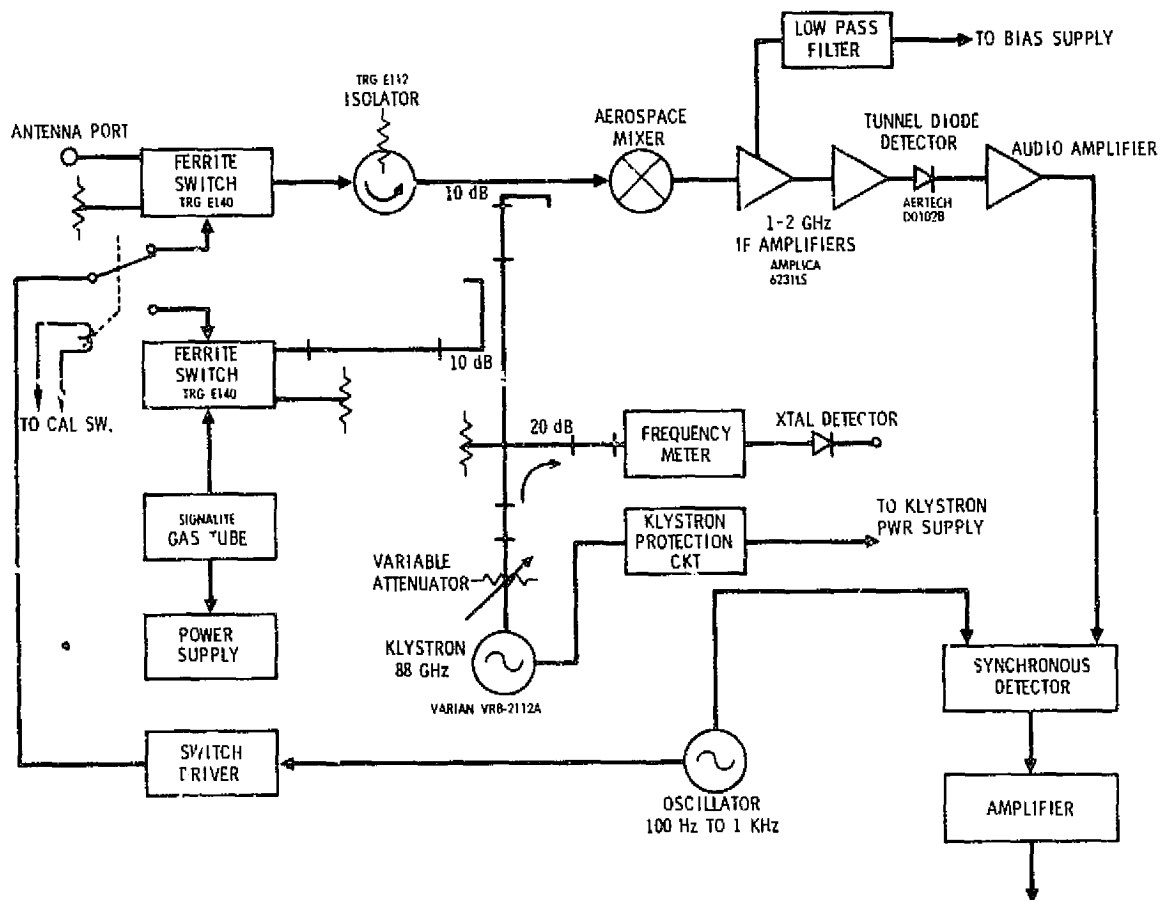 LOW PASS
FILTER
TO BIAS SUPPLY
TRG E112
ISOLATOR
ANTENNA PORT
FERRITE
SWITCH
TRG E140
10 dB
AEROSPACE
MIXER
TUNNEL DIODE
DETECTOR
AERTECH
D0102B
AUDIO AMPLIFIER
1-2 GHz
IF AMPLIFIERS
AMPLICA
6231LS
FERRITE
SWITCH
TRG E140
10 dB
TO CAL SW.
20 dB
FREQUENCY
METER
XTAL DETECTOR
SIGNALITE
GAS TUBE
KLYSTRON
PROTECTION
CKT
TO KLYSTRON
PWR SUPPLY
VARIABLE
ATTENUATOR
POWER
SUPPLY
KLYSTRON
88 GHz
VARIAN VRB-2112A
SYNCHRONOUS
DETECTOR
SWITCH
DRIVER
OSCILLATOR
100 Hz TO 1 KHz
AMPLIFIER